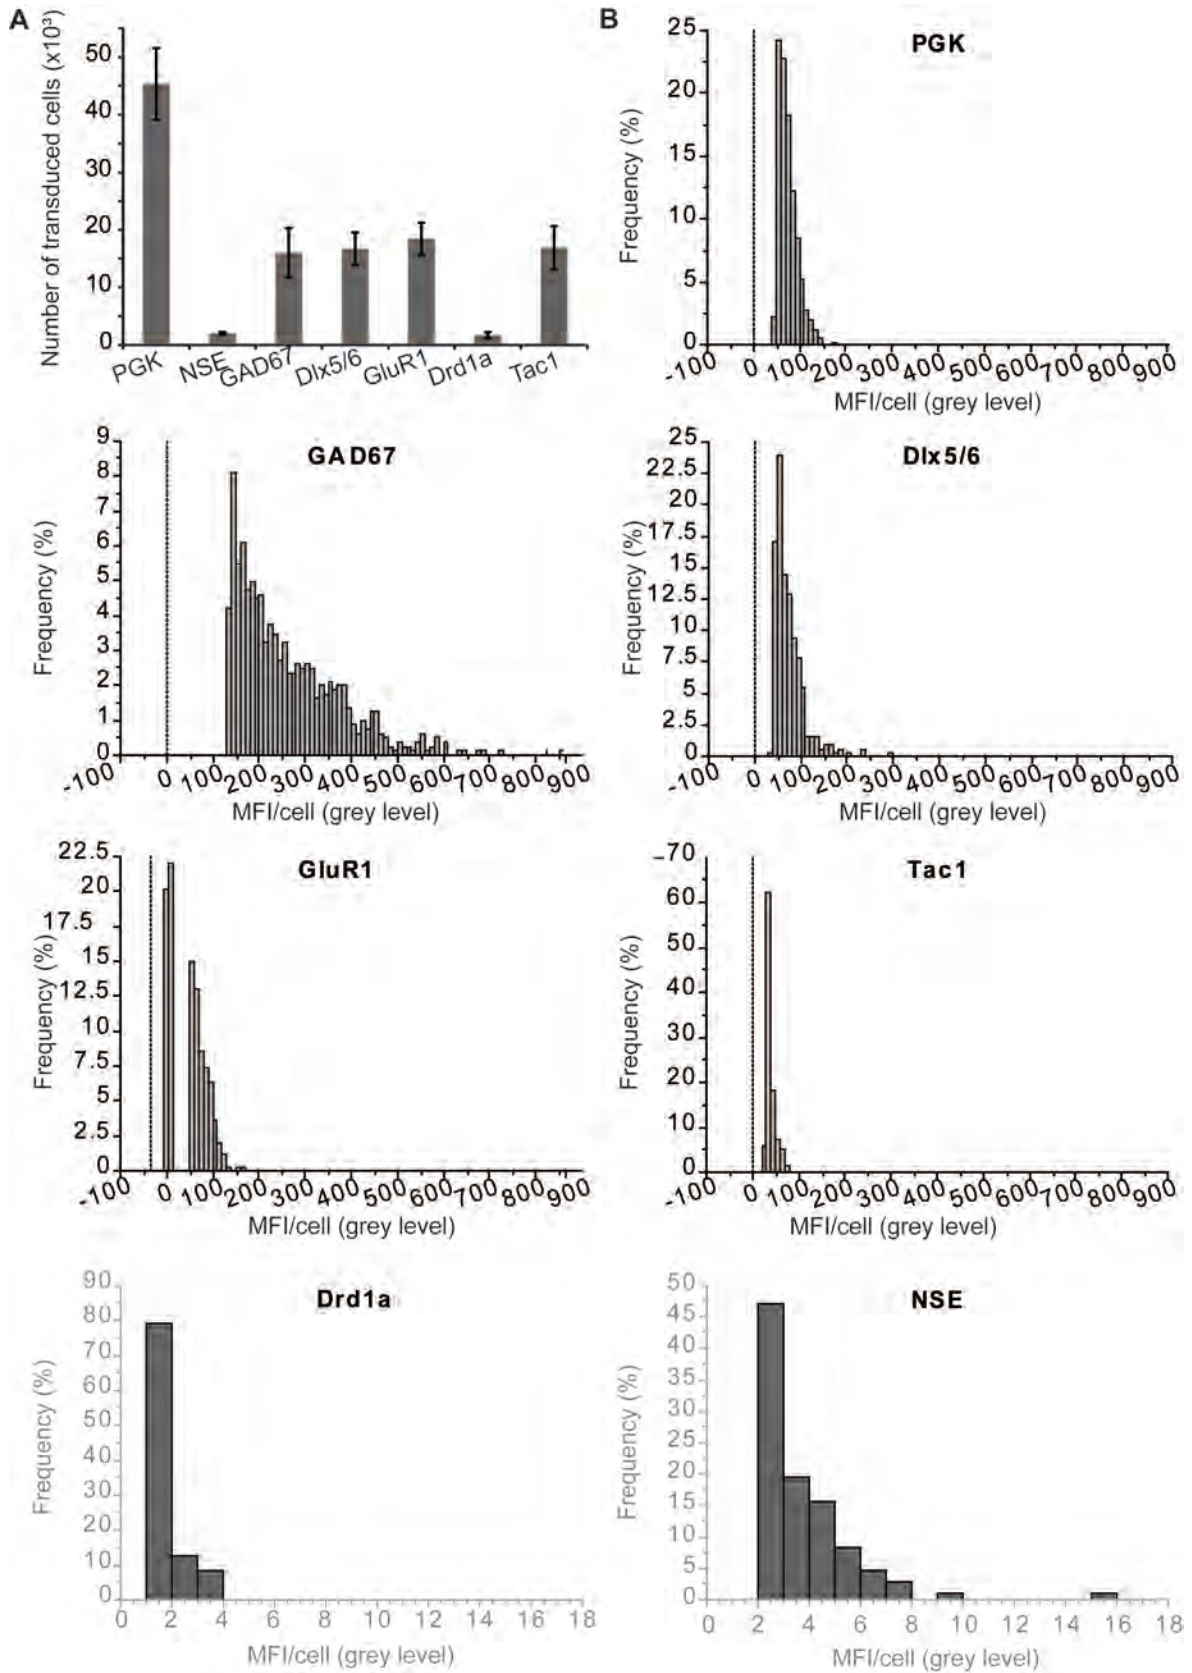 A
Number of transduced cells (x10³)
50
40
30
20
10
0
PGK NSE GAD67 Dlx5/6 GluR1 Drd1a Tac1
B
PGK
Frequency (%)
25
20
15
25
10
5
0
-100 0 100 200 300 400 500 600 700 800 900
MFI/cell (grey level)
GAD67
Frequency (%)
9
8
7
6
5
4
3
2
1
0
-100 0 100 200 300 400 500 600 700 800 900
MFI/cell (grey level)
Dlx5/6
Frequency (%)
25
22.5
20
17.5
15
12.5
10
7.5
5
2.5
0
-100 0 100 200 300 400 500 600 700 800 900
MFI/cell (grey level)
GluR1
Frequency (%)
22.5
20
17.5
15
12.5
10
7.5
5
2.5
0
-100 0 100 200 300 400 500 600 700 800 900
MFI/cell (grey level)
Tac1
Frequency (%)
–70
60
50
40
30
20
10
0
-100 0 100 200 300 400 500 600 700 800 900
MFI/cell (grey level)
Drd1a
Frequency (%)
90
80
70
60
50
40
30
20
10
0
0 2 4 6 8 10 12 14 16 18
MFI/cell (grey level)
NSE
Frequency (%)
50
45
40
35
30
25
20
15
10
5
0
0 2 4 6 8 10 12 14 16 18
MFI/cell (grey level)